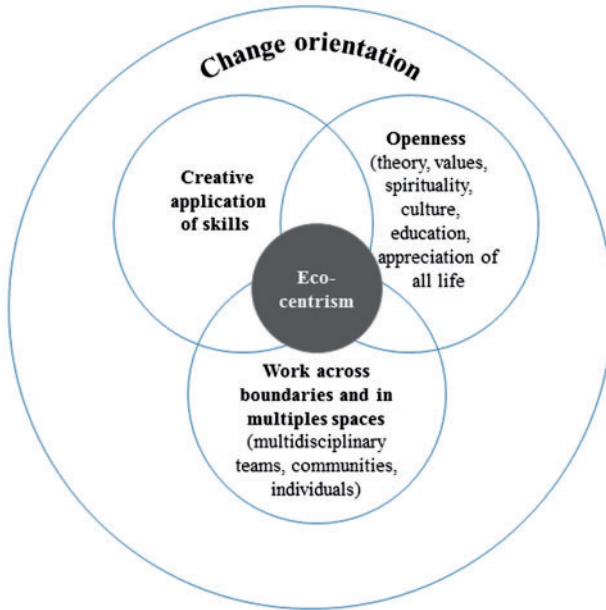 Change orientation
Creative
application
of skills
Openness
(theory, values,
spirituality,
culture,
education,
appreciation of
all life
Eco-
centrism
Work across
boundaries and in
multiples spaces
(multidisciplinary
teams, communities,
individuals)